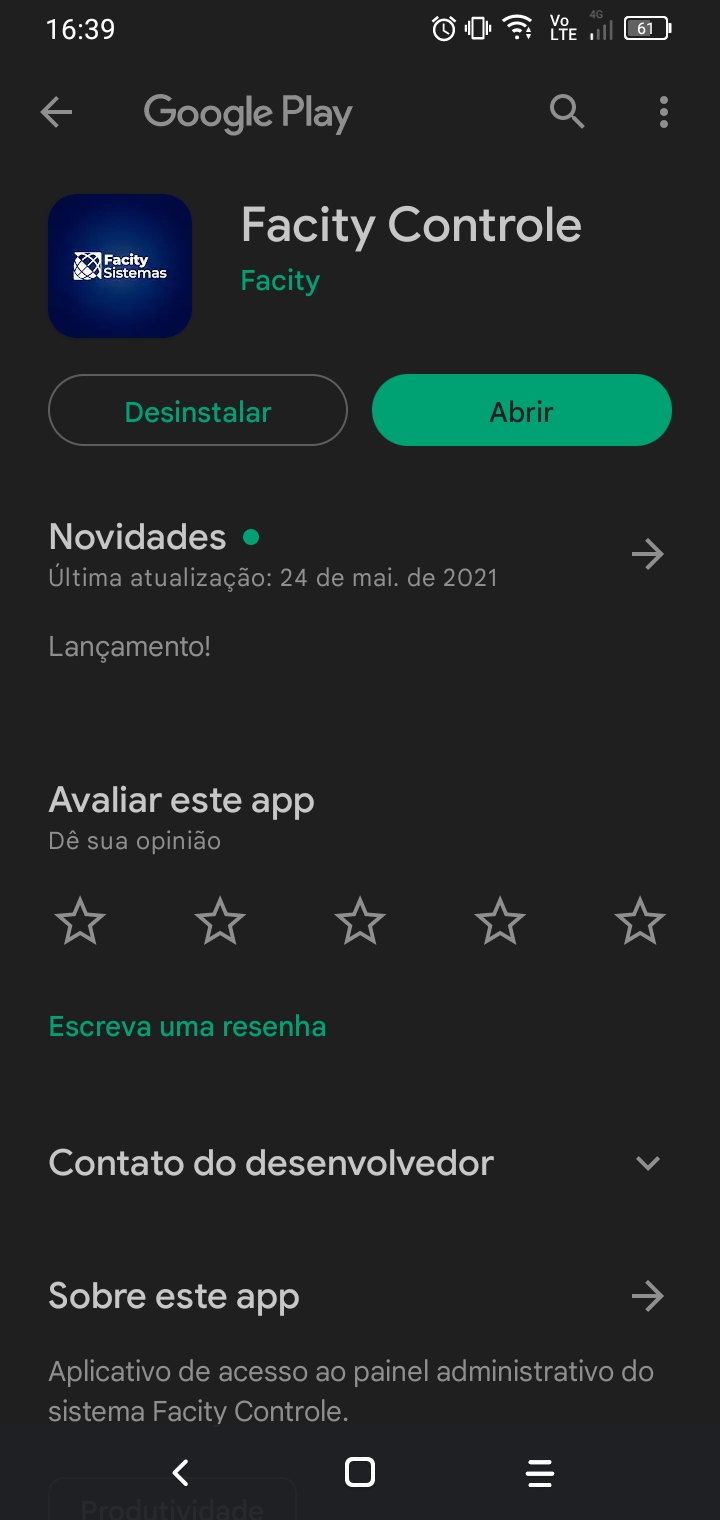 16:39
Vo
LTE
4G
61
Google Play
Facity
Sistemas
Facity Controle
Facity
Desinstalar
Abrir
Novidades
Última atualização: 24 de mai. de 2021
Lançamento!
Avaliar este app
Dê sua opinião
Escreva uma resenha
Contato do desenvolvedor
Sobre este app
Aplicativo de acesso ao painel administrativo do
sistema Facity Controle.
Produtividade